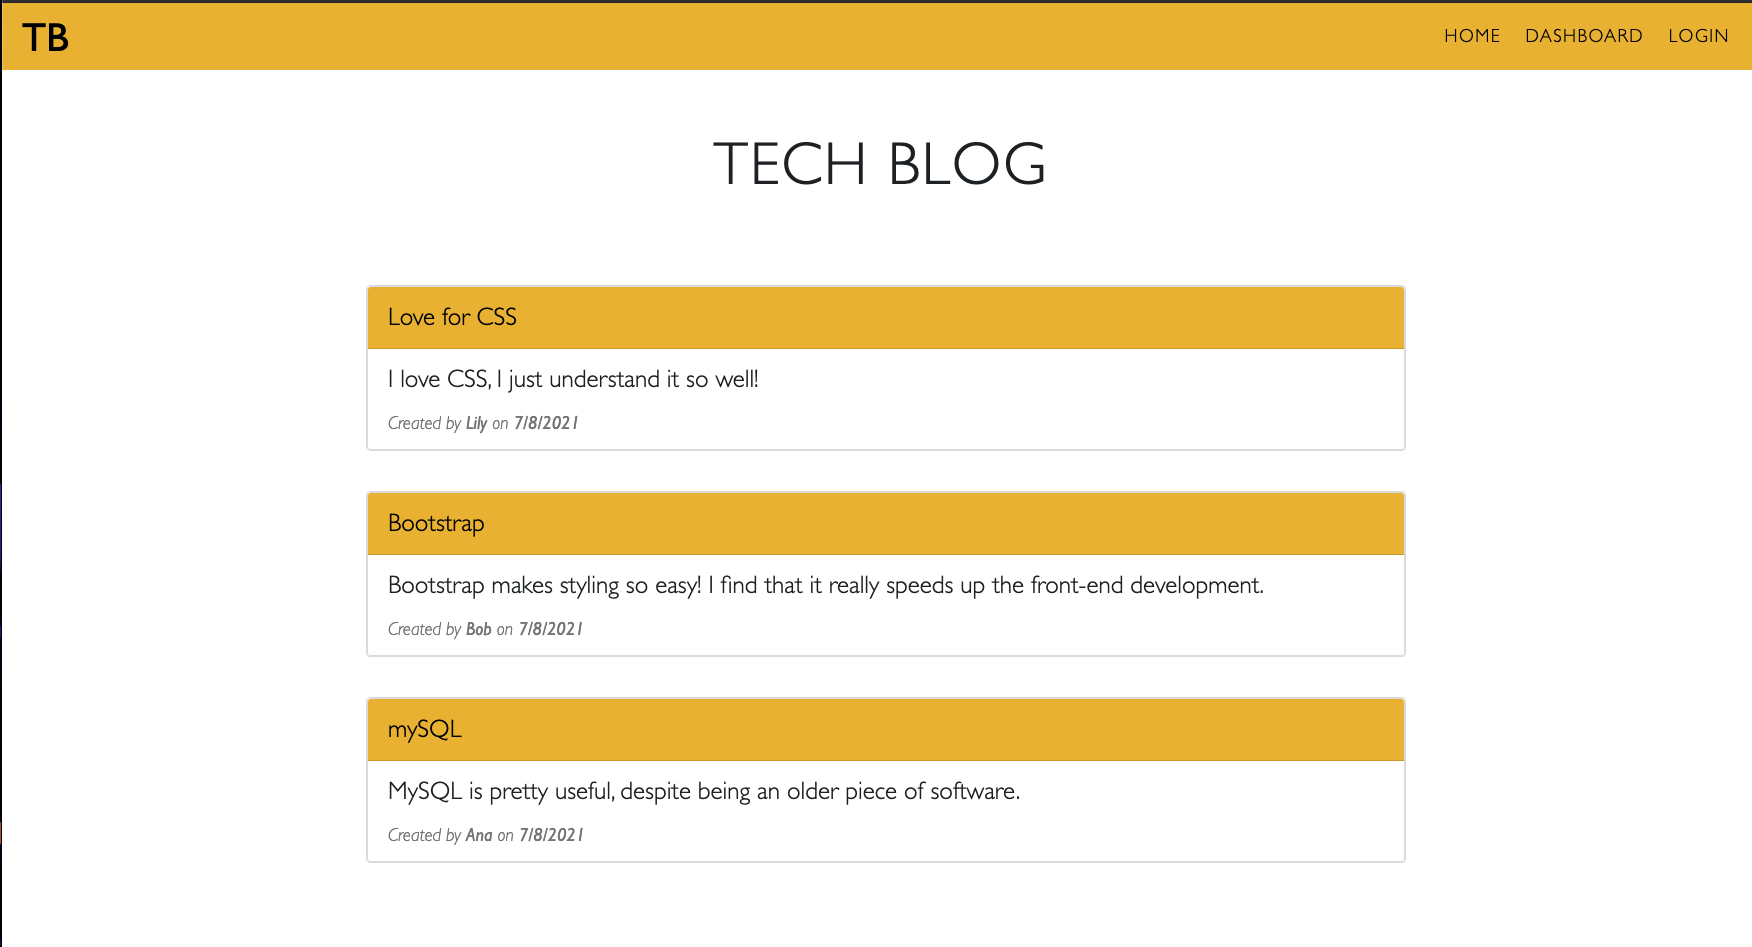 TB
HOME DASHBOARD LOGIN
TECH BLOG
Love for CSS
I love CSS, I just understand it so well!
Created by Lily on 7/8/2021
Bootstrap
Bootstrap makes styling so easy! I find that it really speeds up the front-end development.
Created by Bob on 7/8/2021
mySQL
MySQL is pretty useful, despite being an older piece of software.
Created by Ana on 7/8/2021